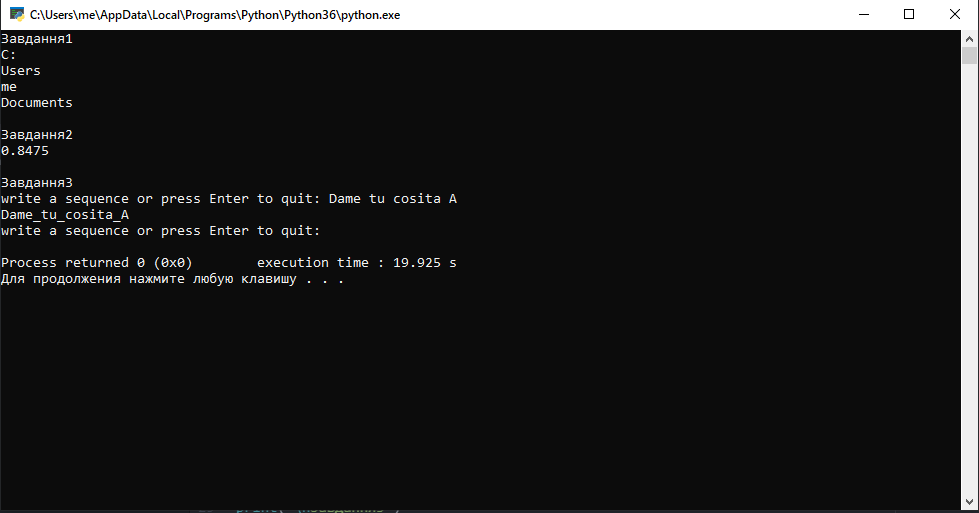 C:\Users\me\AppData\Local\Programs\Python\Python36\python.exe
Завдання1
C:
Users
me
Documents
Завдання2
0.8475
Завдання3
write a sequence or press Enter to quit: Dame tu cosita A
Dame_tu_cosita_A
write a sequence or press Enter to quit:
Process returned 0 (0x0)        execution time : 19.925 s
Для продолжения нажмите любую клавишу . . .